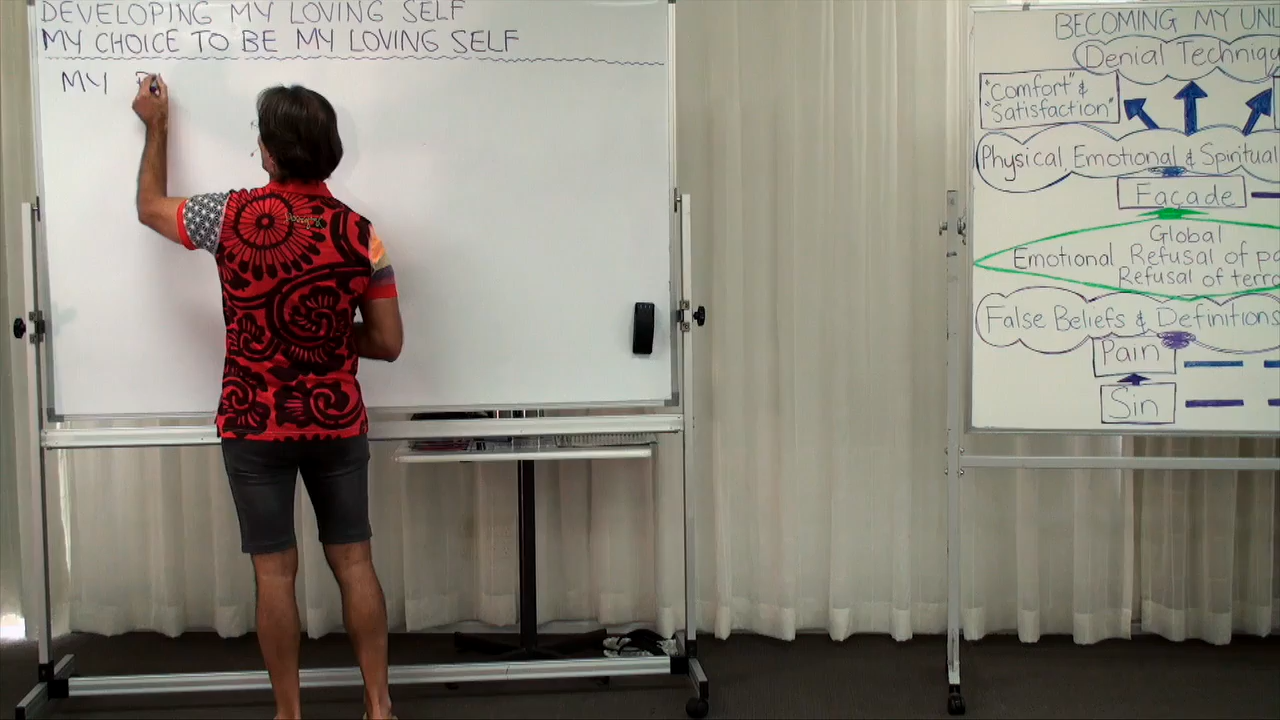 DEVELOPING MY LOVING SELF
MY CHOICE TO BE MY LOVING SELF
MY
BECOMING MY
Denial
"Comfort" &
"Satisfaction"
Physical, Emotional & Spiritual
Façade
Global
Emotional Refusal of
Refusal of
False Beliefs & Definitions
Pain
Sin